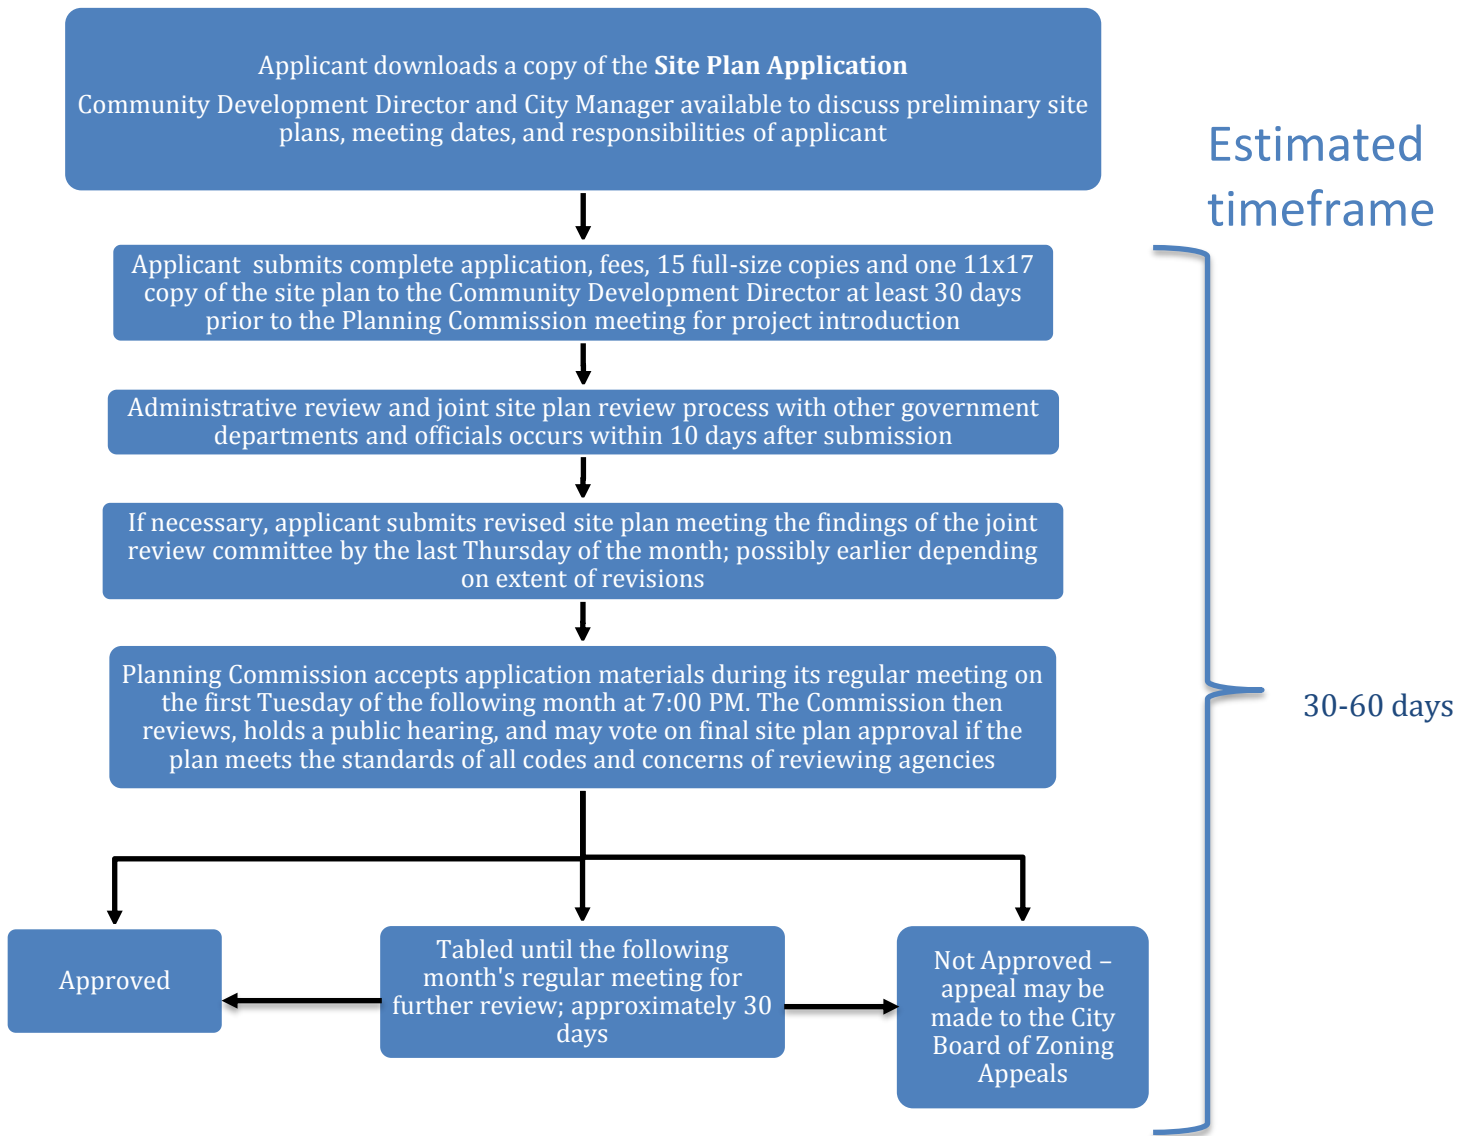 Applicant downloads a copy of the Site Plan Application
Community Development Director and City Manager available to discuss preliminary site
plans, meeting dates, and responsibilities of applicant
Estimated
timeframe
Applicant  submits complete application, fees, 15 full-size copies and one 11x17
copy of the site plan to the Community Development Director at least 30 days
prior to the Planning Commission meeting for project introduction
Administrative review and joint site plan review process with other government
departments and officials occurs within 10 days after submission
If necessary, applicant submits revised site plan meeting the findings of the joint
review committee by the last Thursday of the month; possibly earlier depending
on extent of revisions
Planning Commission accepts application materials during its regular meeting on
the first Tuesday of the following month at 7:00 PM. The Commission then
reviews, holds a public hearing, and may vote on final site plan approval if the
plan meets the standards of all codes and concerns of reviewing agencies
30-60 days
Approved
Tabled until the following
month's regular meeting for
further review; approximately 30
days
Not Approved –
appeal may be
made to the City
Board of Zoning
Appeals